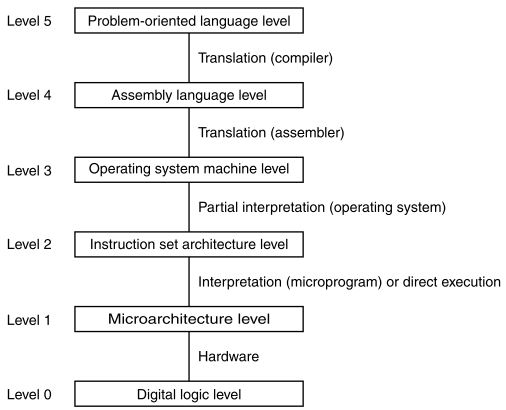 Level 5 Problem-oriented language level
Translation (compiler)
Level 4 Assembly language level
Translation (assembler)
Level 3 Operating system machine level
Partial interpretation (operating system)
Level 2 Instruction set architecture level
Interpretation (microprogram) or direct execution
Level 1 Microarchitecture level
Hardware
Level 0 Digital logic level